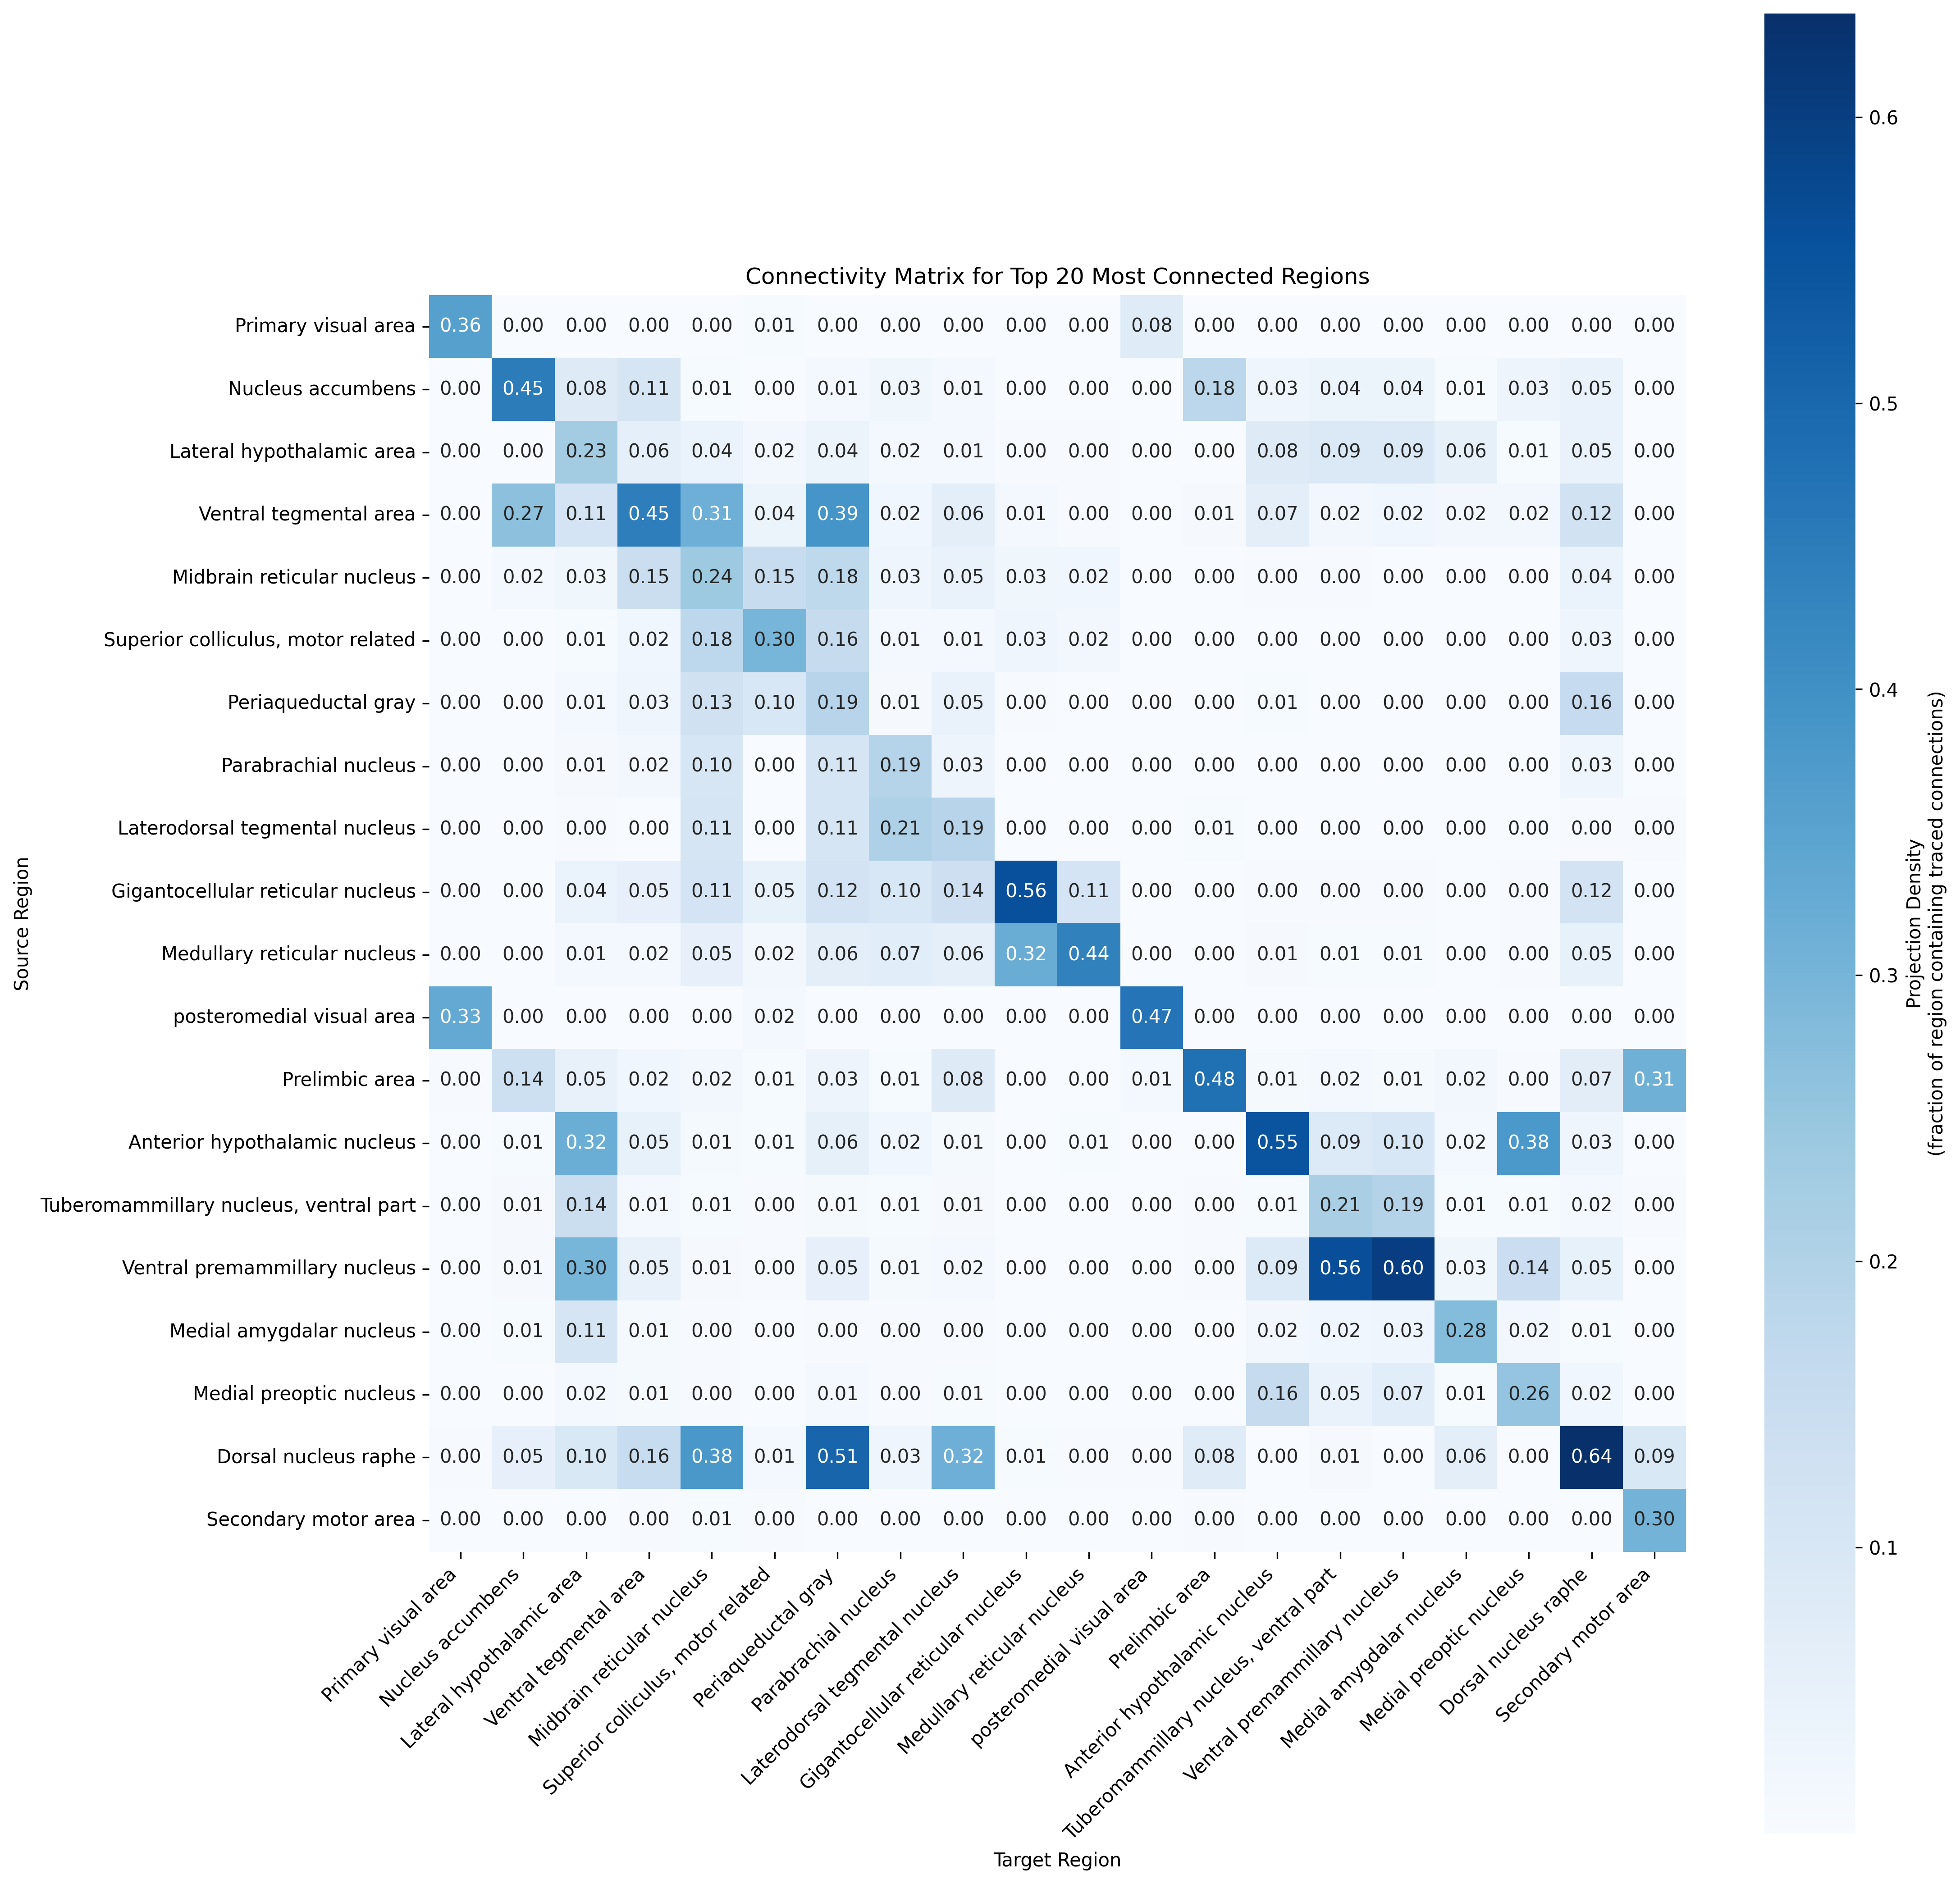 Connectivity Matrix for Top 20 Most Connected Regions
Source Region
Primary visual area 0.36 0.00 0.00 0.00 0.00 0.01 0.00 0.00 0.00 0.00 0.00 0.08 0.00 0.00 0.00 0.00 0.00 0.00 0.00 0.00
Nucleus accumbens 0.00 0.45 0.08 0.11 0.01 0.00 0.01 0.03 0.01 0.00 0.00 0.00 0.18 0.03 0.04 0.04 0.01 0.03 0.05 0.00
Lateral hypothalamic area 0.00 0.00 0.23 0.06 0.04 0.02 0.04 0.02 0.01 0.00 0.00 0.00 0.00 0.08 0.09 0.09 0.06 0.01 0.05 0.00
Ventral tegmental area 0.00 0.27 0.11 0.45 0.31 0.04 0.39 0.02 0.06 0.01 0.00 0.00 0.01 0.07 0.02 0.02 0.02 0.02 0.12 0.00
Midbrain reticular nucleus 0.00 0.02 0.03 0.15 0.24 0.15 0.18 0.03 0.05 0.03 0.02 0.00 0.00 0.00 0.00 0.00 0.00 0.00 0.04 0.00
Superior colliculus, motor related 0.00 0.00 0.01 0.02 0.18 0.30 0.16 0.01 0.01 0.03 0.02 0.00 0.00 0.00 0.00 0.00 0.00 0.00 0.03 0.00
Periaqueductal gray 0.00 0.00 0.01 0.03 0.13 0.10 0.19 0.01 0.05 0.00 0.00 0.00 0.00 0.01 0.00 0.00 0.00 0.00 0.16 0.00
Parabrachial nucleus 0.00 0.00 0.01 0.02 0.10 0.00 0.11 0.19 0.03 0.00 0.00 0.00 0.00 0.00 0.00 0.00 0.00 0.00 0.03 0.00
Laterodorsal tegmental nucleus 0.00 0.00 0.00 0.00 0.11 0.00 0.11 0.21 0.19 0.00 0.00 0.00 0.01 0.00 0.00 0.00 0.00 0.00 0.00 0.00
Gigantocellular reticular nucleus 0.00 0.00 0.04 0.05 0.11 0.05 0.12 0.10 0.14 0.56 0.11 0.00 0.00 0.00 0.00 0.00 0.00 0.00 0.12 0.00
Medullary reticular nucleus 0.00 0.00 0.01 0.02 0.05 0.02 0.06 0.07 0.06 0.32 0.44 0.00 0.00 0.01 0.01 0.01 0.00 0.00 0.05 0.00
posteromedial visual area 0.33 0.00 0.00 0.00 0.00 0.02 0.00 0.00 0.00 0.00 0.00 0.47 0.00 0.00 0.00 0.00 0.00 0.00 0.00 0.00
Prelimbic area 0.00 0.14 0.05 0.02 0.02 0.01 0.03 0.01 0.08 0.00 0.00 0.01 0.48 0.01 0.02 0.01 0.02 0.00 0.07 0.31
Anterior hypothalamic nucleus 0.00 0.01 0.32 0.05 0.01 0.01 0.06 0.02 0.01 0.00 0.01 0.00 0.00 0.55 0.09 0.10 0.02 0.38 0.03 0.00
Tuberomammillary nucleus, ventral part 0.00 0.01 0.14 0.01 0.01 0.00 0.01 0.01 0.01 0.00 0.00 0.00 0.00 0.01 0.21 0.19 0.01 0.01 0.02 0.00
Ventral premammillary nucleus 0.00 0.01 0.30 0.05 0.01 0.00 0.05 0.01 0.02 0.00 0.00 0.00 0.00 0.09 0.56 0.60 0.03 0.14 0.05 0.00
Medial amygdalar nucleus 0.00 0.01 0.11 0.01 0.00 0.00 0.00 0.00 0.00 0.00 0.00 0.00 0.00 0.02 0.02 0.03 0.28 0.02 0.01 0.00
Medial preoptic nucleus 0.00 0.00 0.02 0.01 0.00 0.00 0.01 0.00 0.01 0.00 0.00 0.00 0.00 0.16 0.05 0.07 0.01 0.26 0.02 0.00
Dorsal nucleus raphe 0.00 0.05 0.10 0.16 0.38 0.01 0.51 0.03 0.32 0.01 0.00 0.00 0.08 0.00 0.01 0.00 0.06 0.00 0.64 0.09
Secondary motor area 0.00 0.00 0.00 0.00 0.01 0.00 0.00 0.00 0.00 0.00 0.00 0.00 0.00 0.00 0.00 0.00 0.00 0.00 0.00 0.30
Primary visual area
Nucleus accumbens
Lateral hypothalamic area
Ventral tegmental area
Midbrain reticular nucleus
Superior colliculus, motor related
Periaqueductal gray
Parabrachial nucleus
Laterodorsal tegmental nucleus
Gigantocellular reticular nucleus
Medullary reticular nucleus
posteromedial visual area
Prelimbic area
Anterior hypothalamic nucleus
Tuberomammillary nucleus, ventral part
Ventral premammillary nucleus
Medial amygdalar nucleus
Medial preoptic nucleus
Dorsal nucleus raphe
Secondary motor area
Target Region
0.6
0.5
0.4
0.3
0.2
0.1
Projection Density
(fraction of region containing traced connections)